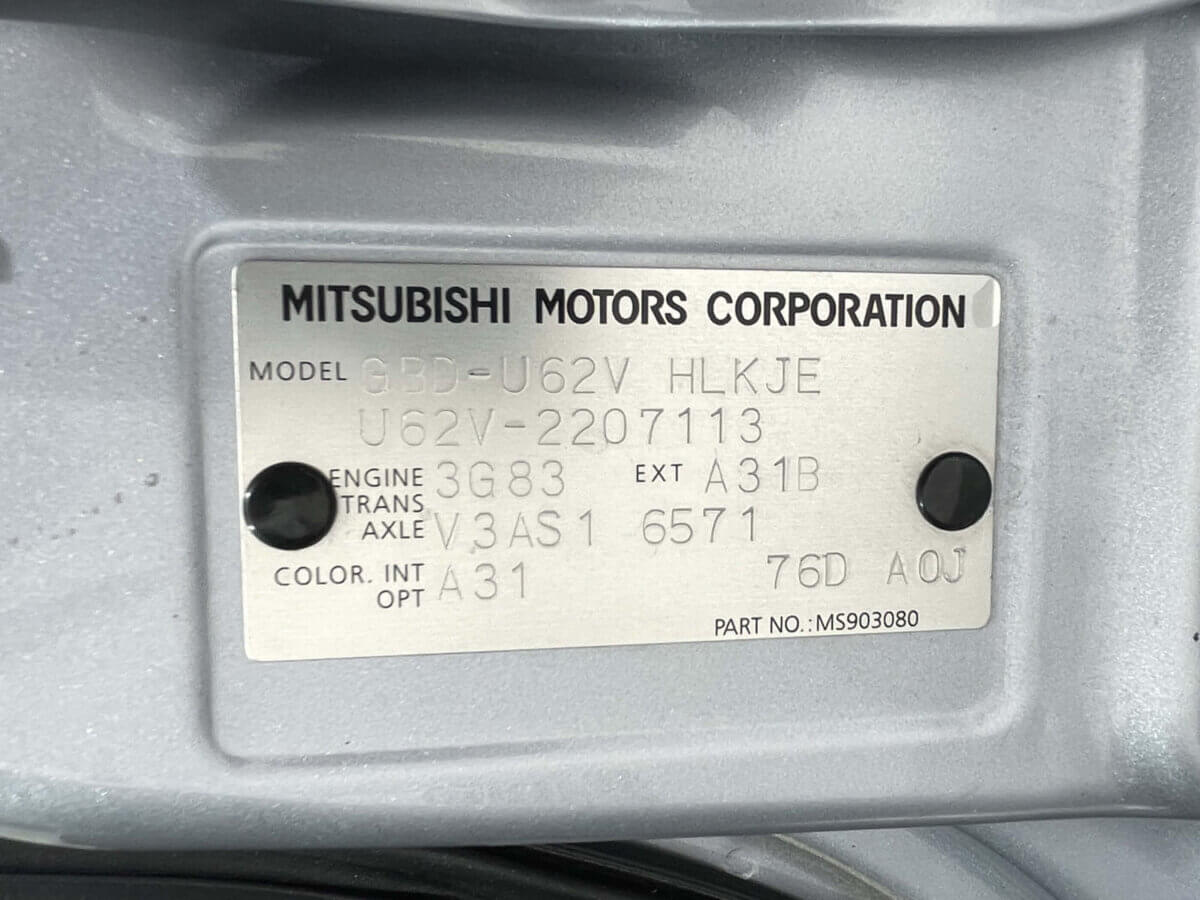 MITSUBISHI MOTORS CORPORATION
MODEL GBD-U62V HLKJE
U62V-2207113
ENGINE 3G83 EXT A31B
TRANS
AXLE V3AS1 6571
COLOR. INT A31 76D A0J
OPT
PART NO.:MS903080